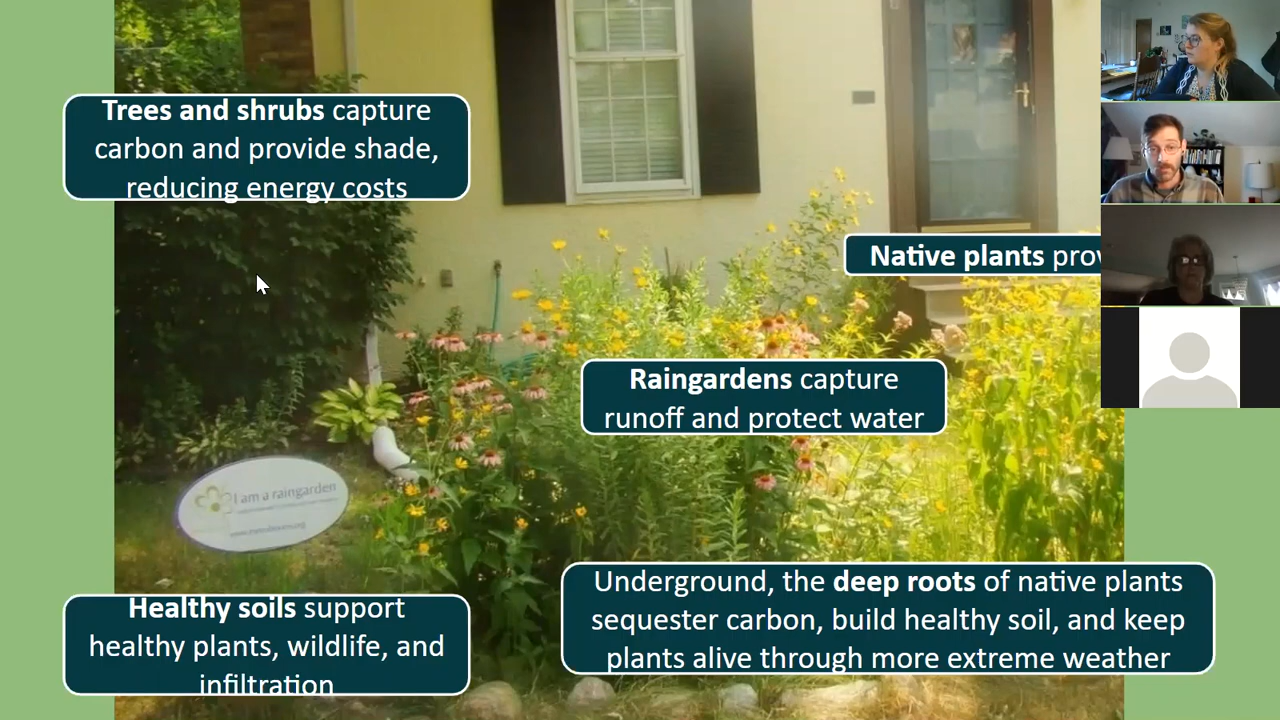 Trees and shrubs capture
carbon and provide shade,
reducing energy costs
Native plants
Raingardens capture
runoff and protect water
I am a raingarden
Underground, the deep roots of native plants
sequester carbon, build healthy soil, and keep
plants alive through more extreme weather
Healthy soils support
healthy plants, wildlife, and
infiltration